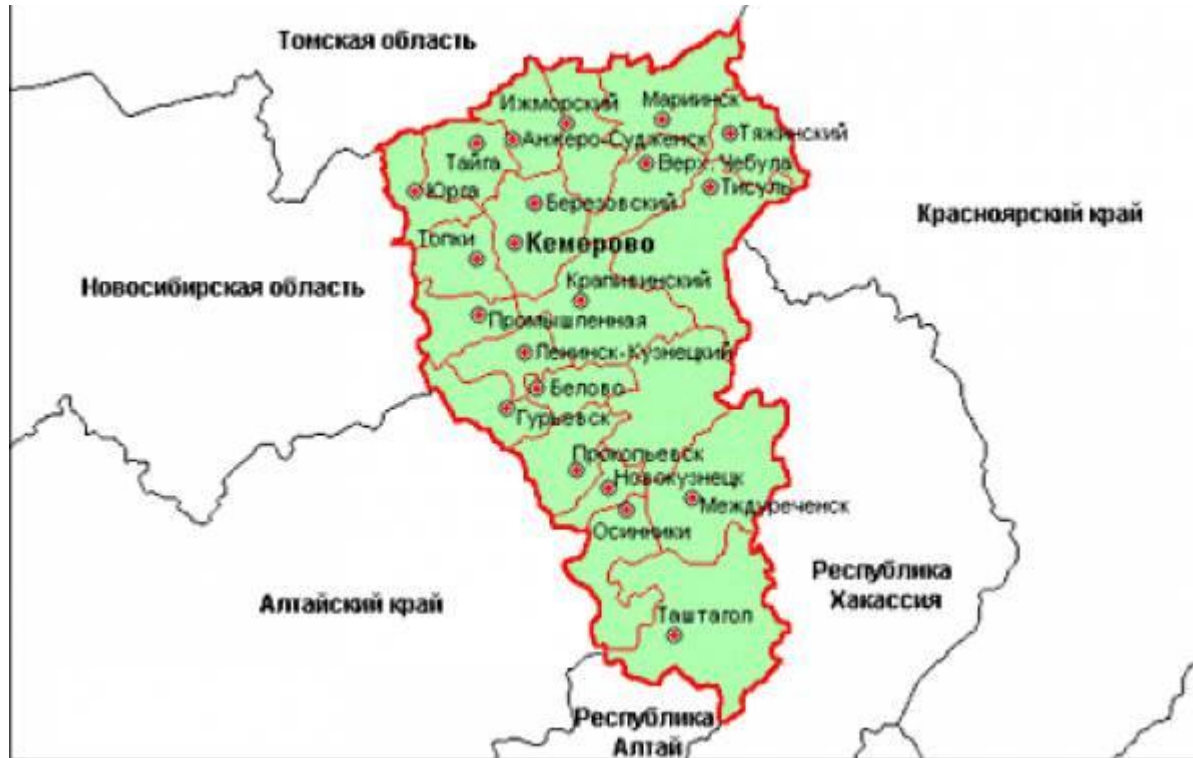 Томская область
Ижморский
Мариинск
Тяжинский
Анжеро-Судженск
Тайга
Верх. Чебула
Юрга
Тисуль
Березовский
Красноярский край
Топки
Кемерово
Крапивинский
Новосибирская область
Промышленная
Ленинск-Кузнецкий
Белово
Гурьевск
Прокопьевск
Новокузнецк
Междуреченск
Осинники
Республика
Хакассия
Алтайский край
Таштагол
Республика
Алтай